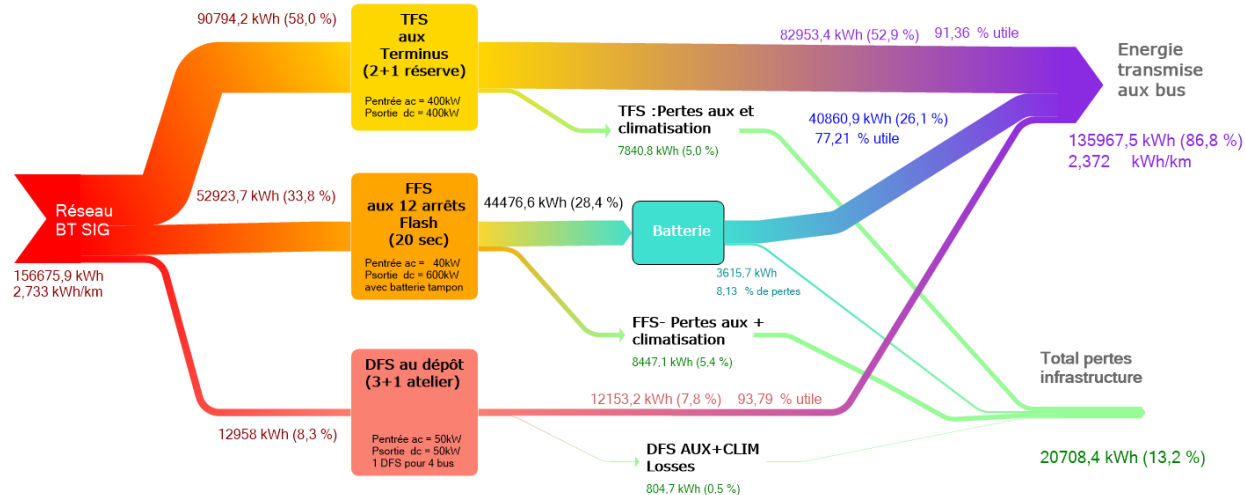 90794,2 kWh (58,0 %)
TFS
aux
Terminus
(2+1 réserve)
Pentrée ac = 400kW
Psortie dc = 400kW
82953,4 kWh (52,9 %) 91,36 % utile
Energie
transmise
aux bus
TFS :Pertes aux et
climatisation
7840,8 kWh (5,0 %)
40860,9 kWh (26,1 %)
77,21 % utile
135967,5 kWh (86,8 %)
2,372 kWh/km
Réseau
BT SIG
156675,9 kWh
2,733 kWh/km
52923,7 kWh (33,8 %)
FFS
aux 12 arrêts
Flash
(20 sec)
Pentrée ac = 40kW
Psortie dc = 600kW
avec batterie tampon
44476,6 kWh (28,4 %)
Batterie
3615,7 kWh
8,13 % de pertes
FFS- Pertes aux +
climatisation
8447,1 kWh (5,4 %)
Total pertes
infrastructure
DFS au dépôt
(3+1 atelier)
Pentrée ac = 50kW
Psortie dc = 50kW
1 DFS pour 4 bus
12958 kWh (8,3 %)
12153,2 kWh (7,8 %) 93,79 % utile
DFS AUX+CLIM
Losses
804,7 kWh (0,5 %)
20708,4 kWh (13,2 %)